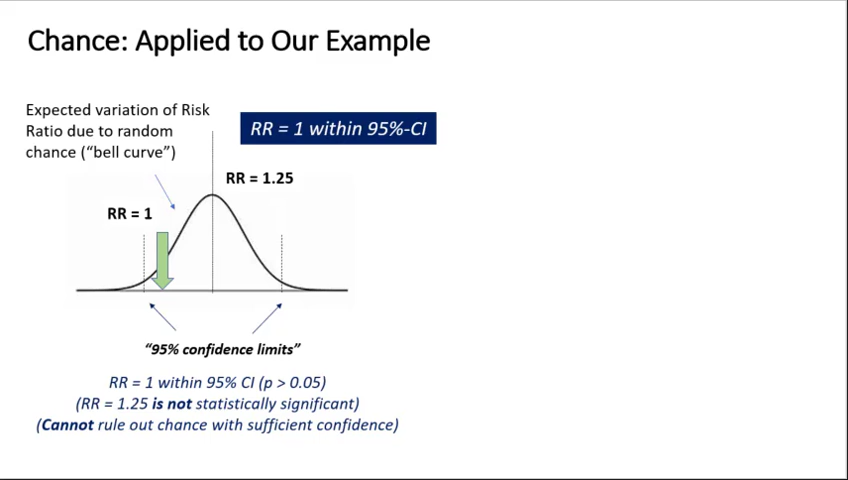 Chance: Applied to Our Example
Expected variation of Risk
Ratio due to random
chance (“bell curve”)
RR = 1 within 95%-CI
RR = 1.25
RR = 1
“95% confidence limits”
RR = 1 within 95% CI (p > 0.05)
(RR = 1.25 is not statistically significant)
(Cannot rule out chance with sufficient confidence)